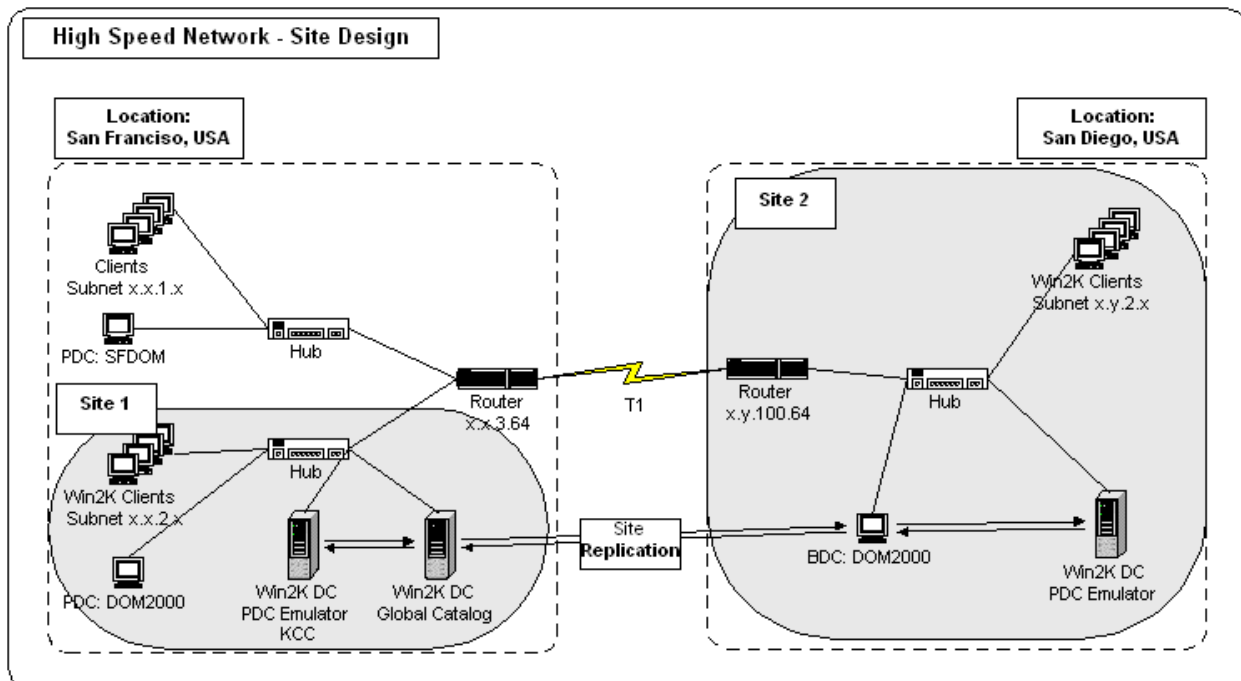 High Speed Network - Site Design
Location:
San Franciso, USA
Location:
San Diego, USA
Clients
Subnet x.x.1.x
PDC: SFDOM
Hub
Router
x.x.3.64
T1
Site 1
Win2K Clients
Subnet x.x.2.x
Hub
PDC: DOM2000
Win2K DC
PDC Emulator
KCC
Win2K DC
Global Catalog
Site
Replication
Site 2
Win2K Clients
Subnet x.y.2.x
Router
x.y.100.64
Hub
BDC: DOM2000
Win2K DC
PDC Emulator